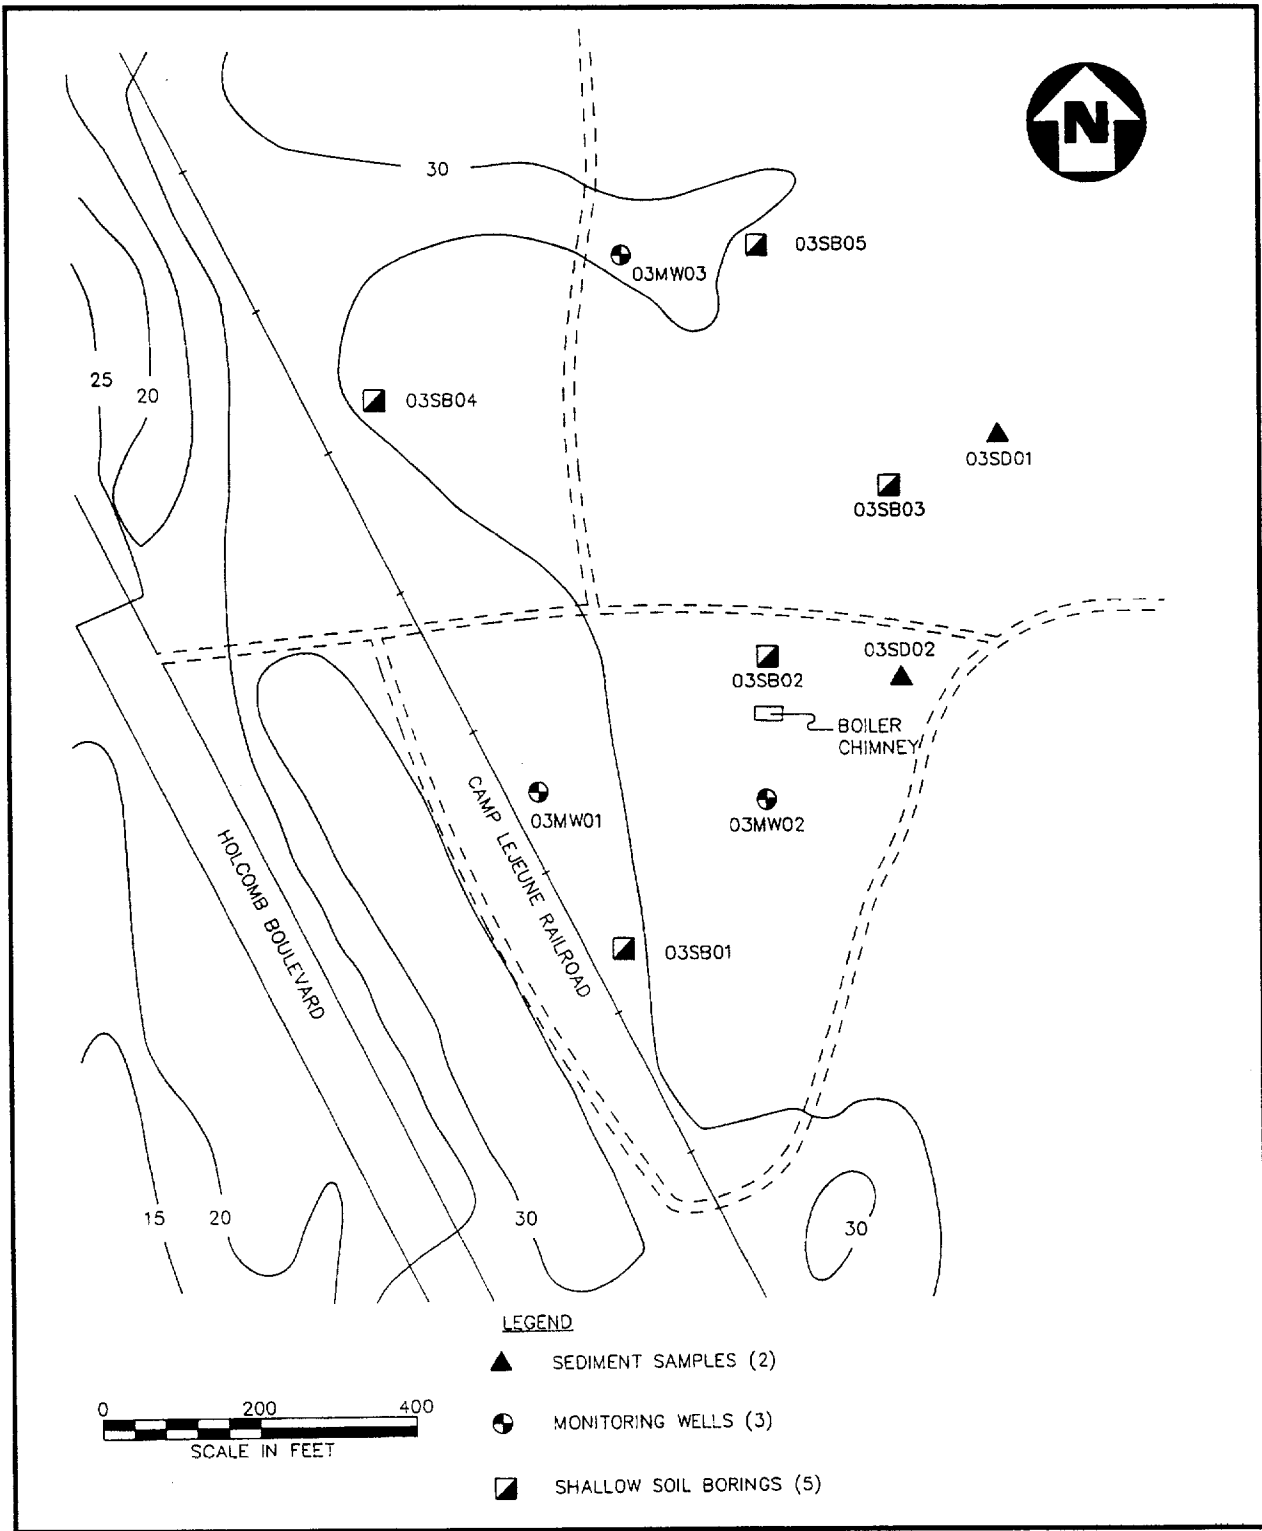 N
30
03SB05
03MW03
25
20
03SB04
03SD01
03SB03
03SD02
03SB02
BOILER
CHIMNEY
CAMP LEJEUNE RAILROAD
03MW01
03MW02
HOLCOMB BOULEVARD
03SB01
15
20
30
30
LEGEND
SEDIMENT SAMPLES (2)
0 200 400
SCALE IN FEET
MONITORING WELLS (3)
SHALLOW SOIL BORINGS (5)